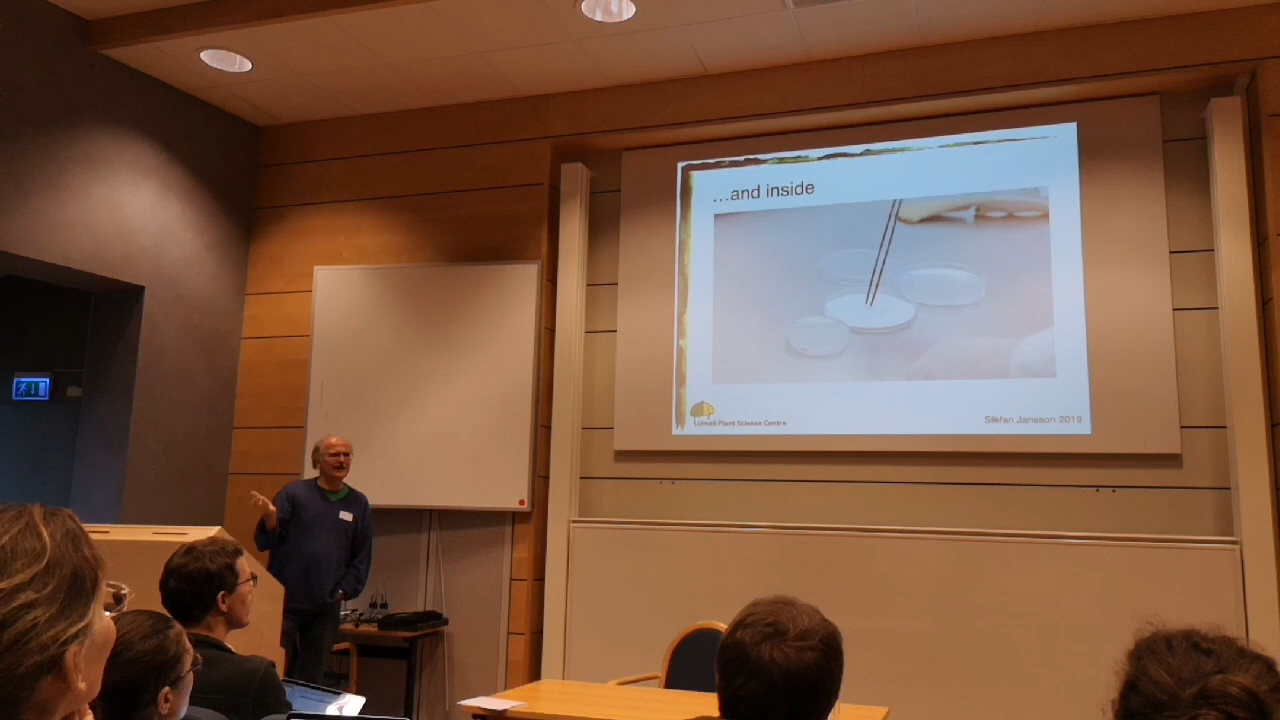 ...and inside
Umeå Plant Science Centre
Stefan Jansson 2019